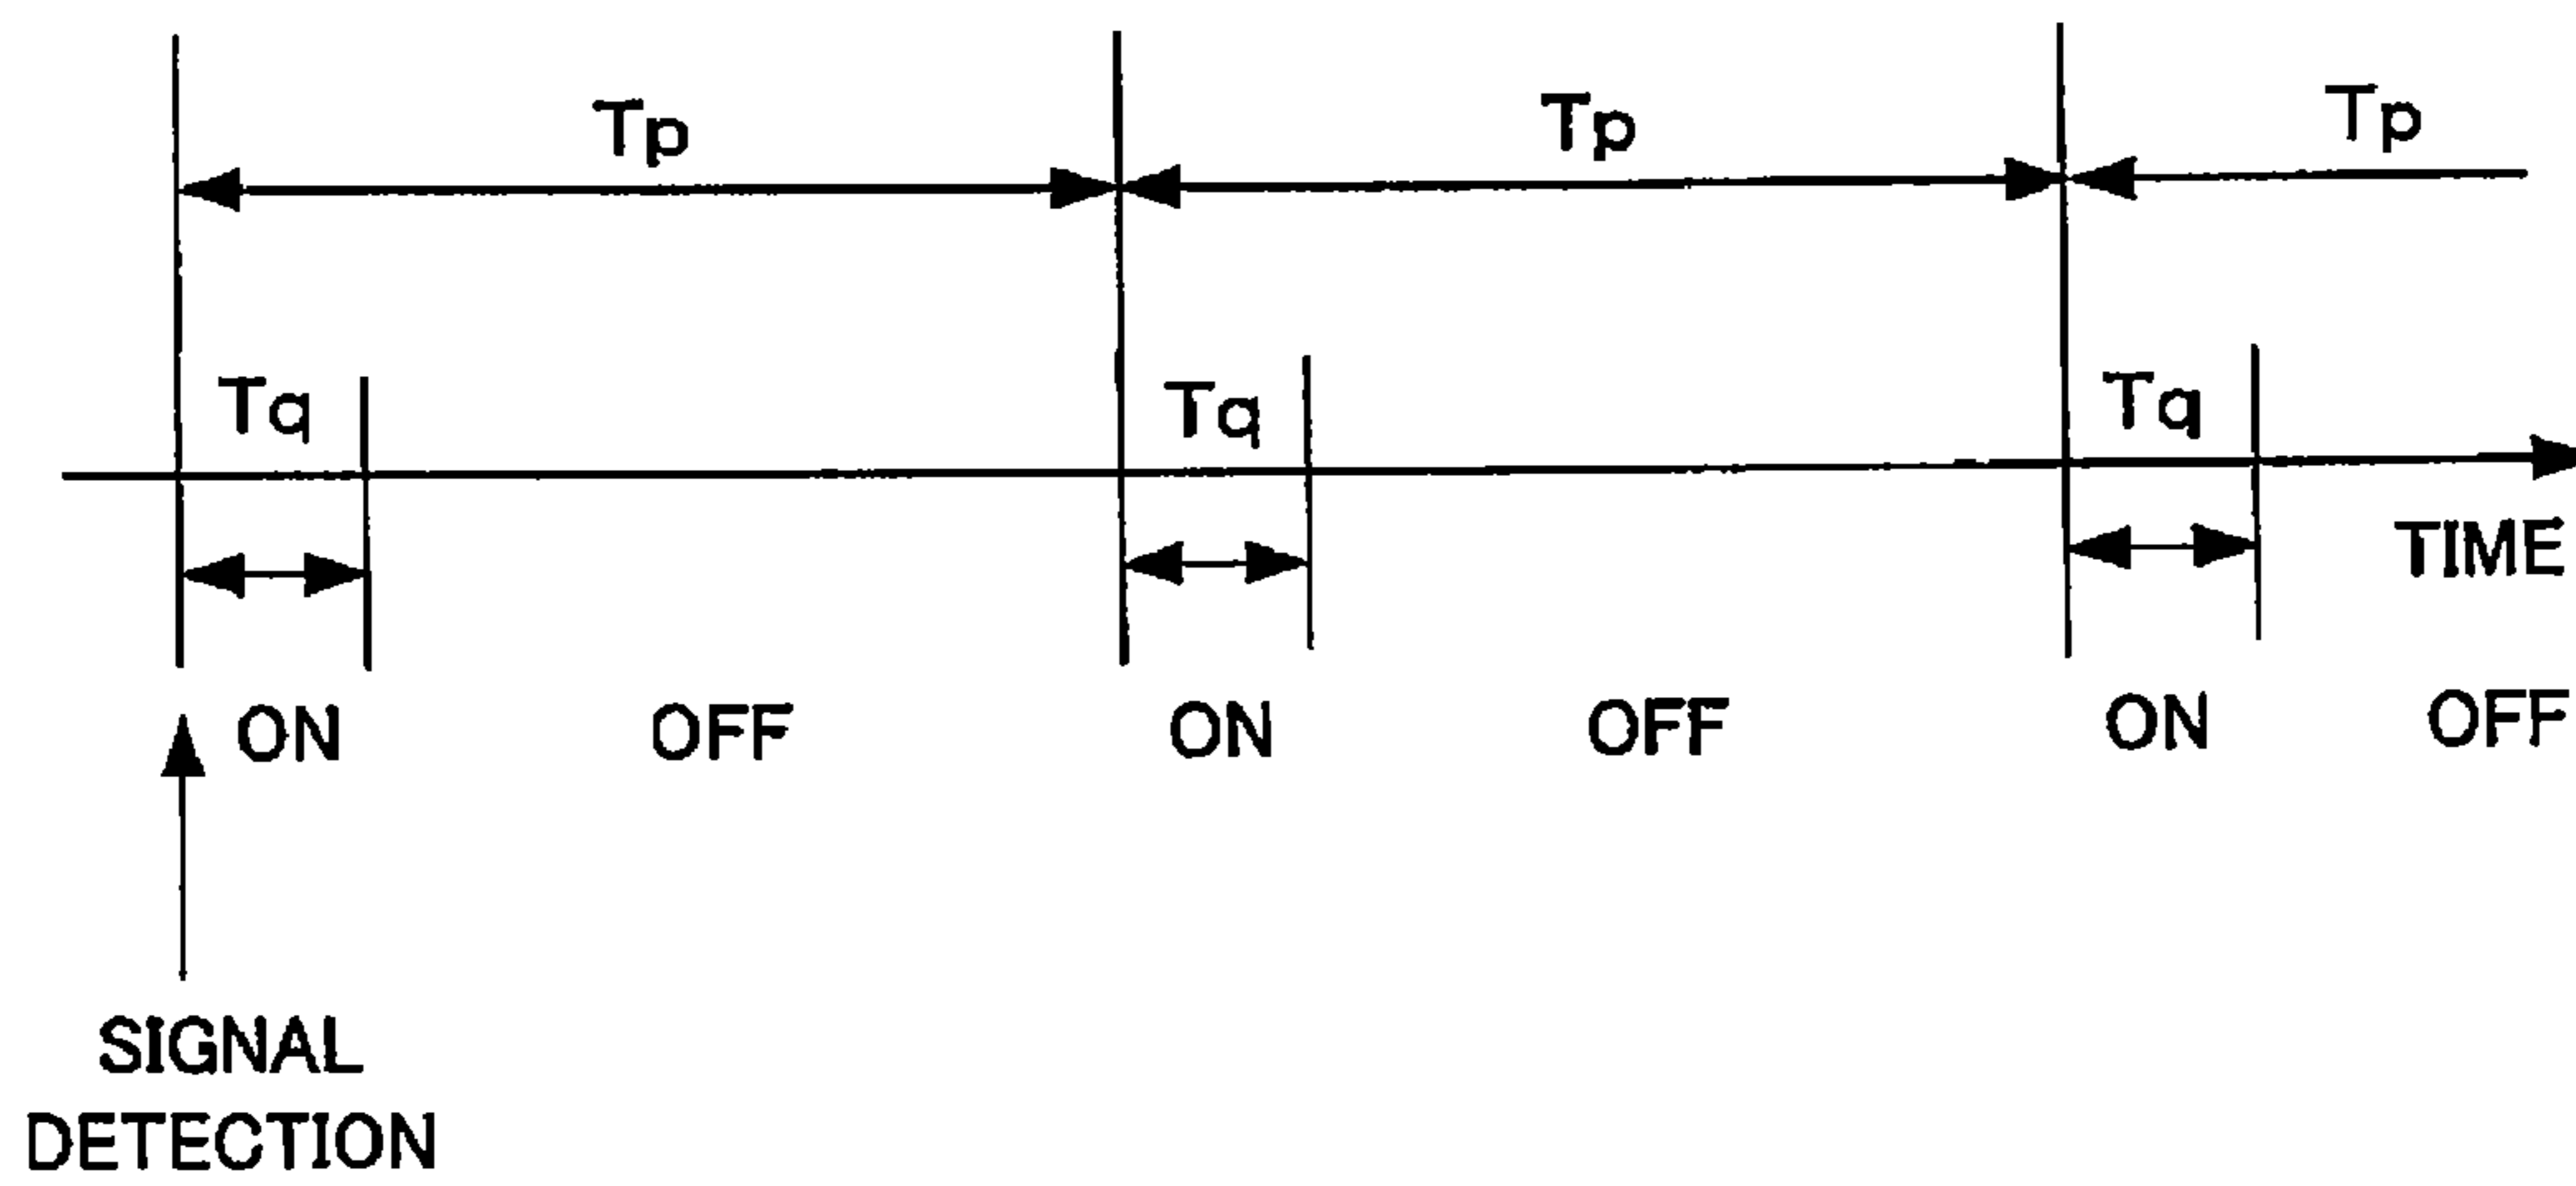 Tp Tp Tp
Tq Tq Tq
TIME
ON OFF ON OFF ON OFF
SIGNAL
DETECTION